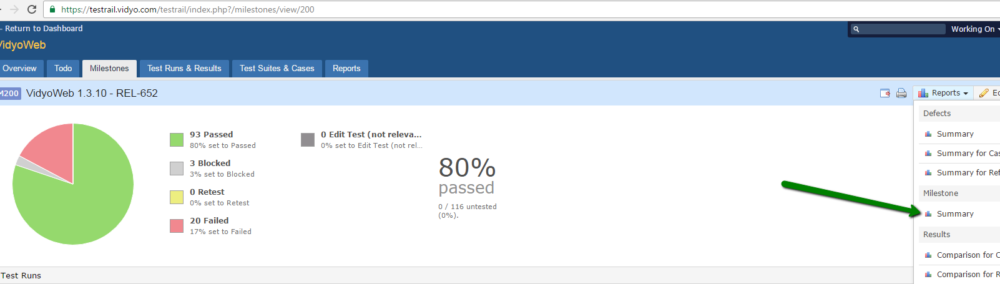 https://testrail.vidyo.com/testrail/index.php?/milestones/view/200
Return to Dashboard
Working On
VidyoWeb
Overview Todo Milestones Test Runs & Results Test Suites & Cases Reports
M200 VidyoWeb 1.3.10 - REL-652
Reports
Defects
Summary
Summary for Cas
Summary for Ref
Milestone
Summary
Results
Comparison for C
Comparison for R
93 Passed
80% set to Passed
3 Blocked
3% set to Blocked
0 Retest
0% set to Retest
20 Failed
17% set to Failed
0 Edit Test (not releva...
0% set to Edit Test (not rel...
80%
passed
0 / 116 untested
(0%).
Test Runs